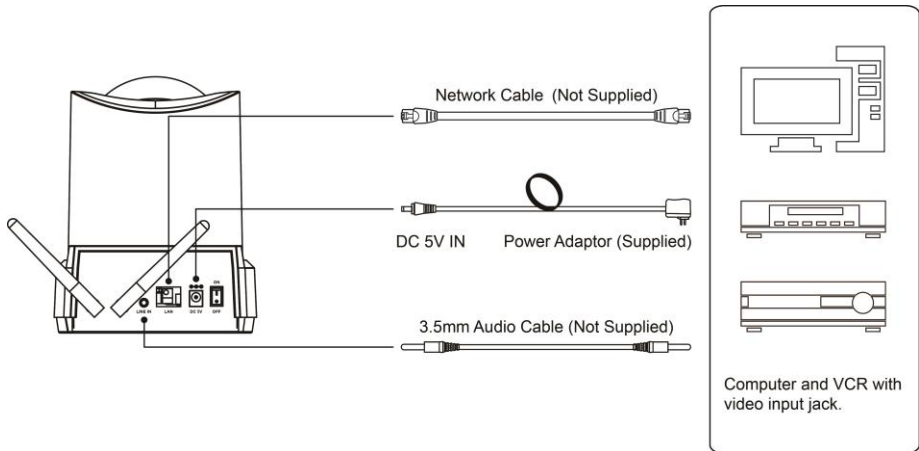 Network Cable (Not Supplied)
DC 5V IN
Power Adaptor (Supplied)
ON
LINE IN
LAN
DC 5V
OFF
3.5mm Audio Cable (Not Supplied)
Computer and VCR with
video input jack.